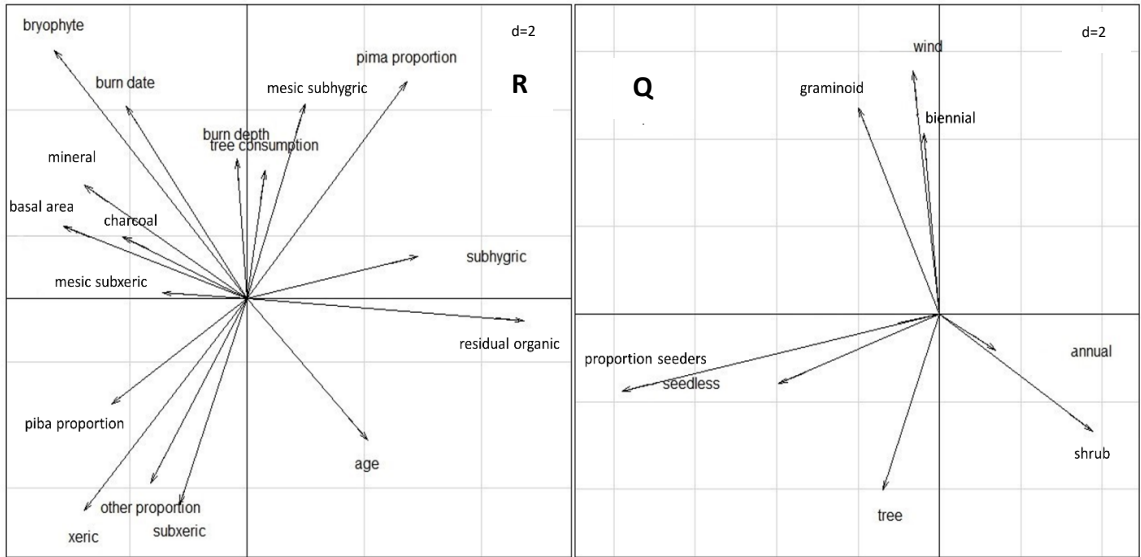 bryophyte
d=2
burn date
pima proportion
R
mesic subhygric
burn depth
tree consumption
mineral
basal area
charcoal
subhygric
mesic subxeric
residual organic
piba proportion
age
other proportion
subxeric
xeric
d=2
wind
Q
graminoid
biennial
proportion seeders
annual
seedless
shrub
tree